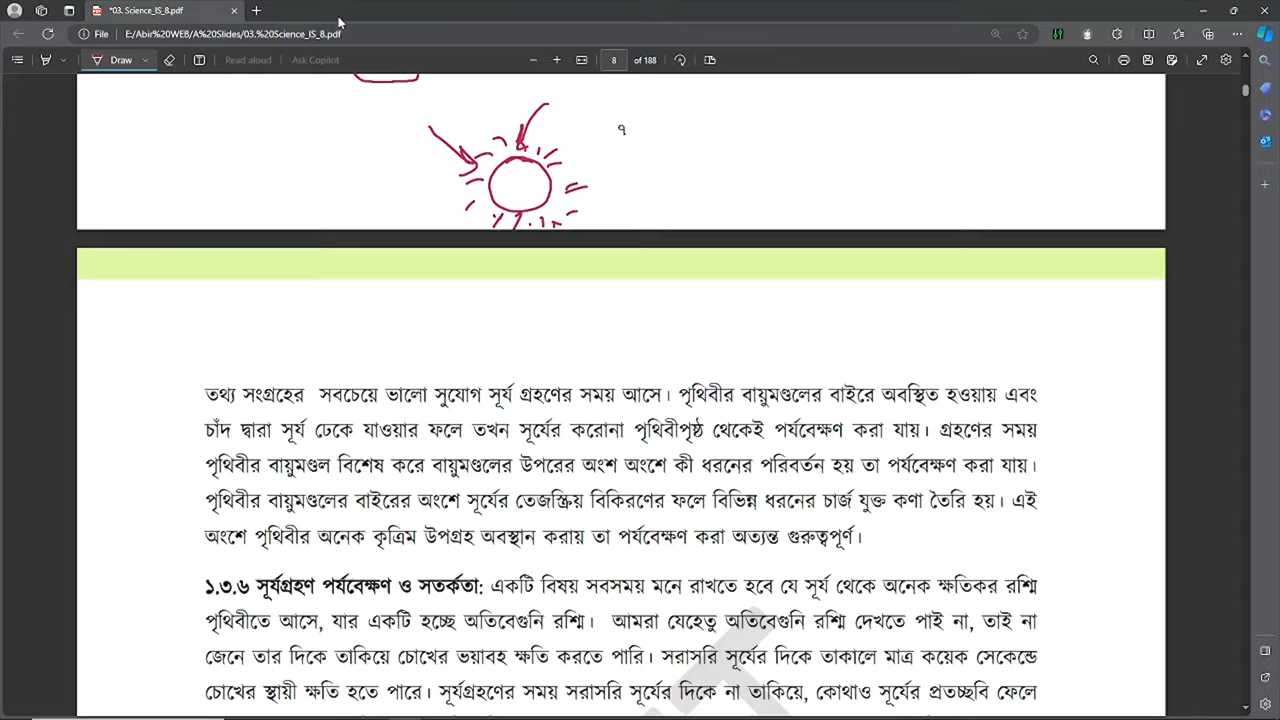 *03. Science_IS_8.pdf
File E:/Abir%20WEB/A%20Slides/03.%20Science_IS_8.pdf
Draw Read aloud Ask Copilot 8 of 188
৭
তথ্য সংগ্রহের সবচেয়ে ভালো সুযোগ সূর্য গ্রহণের সময় আসে। পৃথিবীর বায়ুমণ্ডলের বাইরে অবস্থিত হওয়ায় এবং
চাঁদ দ্বারা সূর্য ঢেকে যাওয়ার ফলে তখন সূর্যের করোনা পৃথিবীপৃষ্ঠ থেকেই পর্যবেক্ষণ করা যায়। গ্রহণের সময়
পৃথিবীর বায়ুমণ্ডল বিশেষ করে বায়ুমণ্ডলের উপরের অংশ অংশে কী ধরনের পরিবর্তন হয় তা পর্যবেক্ষণ করা যায়।
পৃথিবীর বায়ুমণ্ডলের বাইরের অংশে সূর্যের তেজস্ক্রিয় বিকিরণের ফলে বিভিন্ন ধরনের চার্জ যুক্ত কণা তৈরি হয়। এই
অংশে পৃথিবীর অনেক কৃত্রিম উপগ্রহ অবস্থান করায় তা পর্যবেক্ষণ করা অত্যন্ত গুরুত্বপূর্ণ।
১.৩.৬ সূর্যগ্রহণ পর্যবেক্ষণ ও সতর্কতা: একটি বিষয় সবসময় মনে রাখতে হবে যে সূর্য থেকে অনেক ক্ষতিকর রশ্মি
পৃথিবীতে আসে, যার একটি হচ্ছে অতিবেগুনি রশ্মি। আমরা যেহেতু অতিবেগুনি রশ্মি দেখতে পাই না, তাই না
জেনে তার দিকে তাকিয়ে চোখের ভয়াবহ ক্ষতি করতে পারি। সরাসরি সূর্যের দিকে তাকালে মাত্র কয়েক সেকেন্ডে
চোখের স্থায়ী ক্ষতি হতে পারে। সূর্যগ্রহণের সময় সরাসরি সূর্যের দিকে না তাকিয়ে, কোথাও সূর্যের প্রতচ্ছবি ফেলে